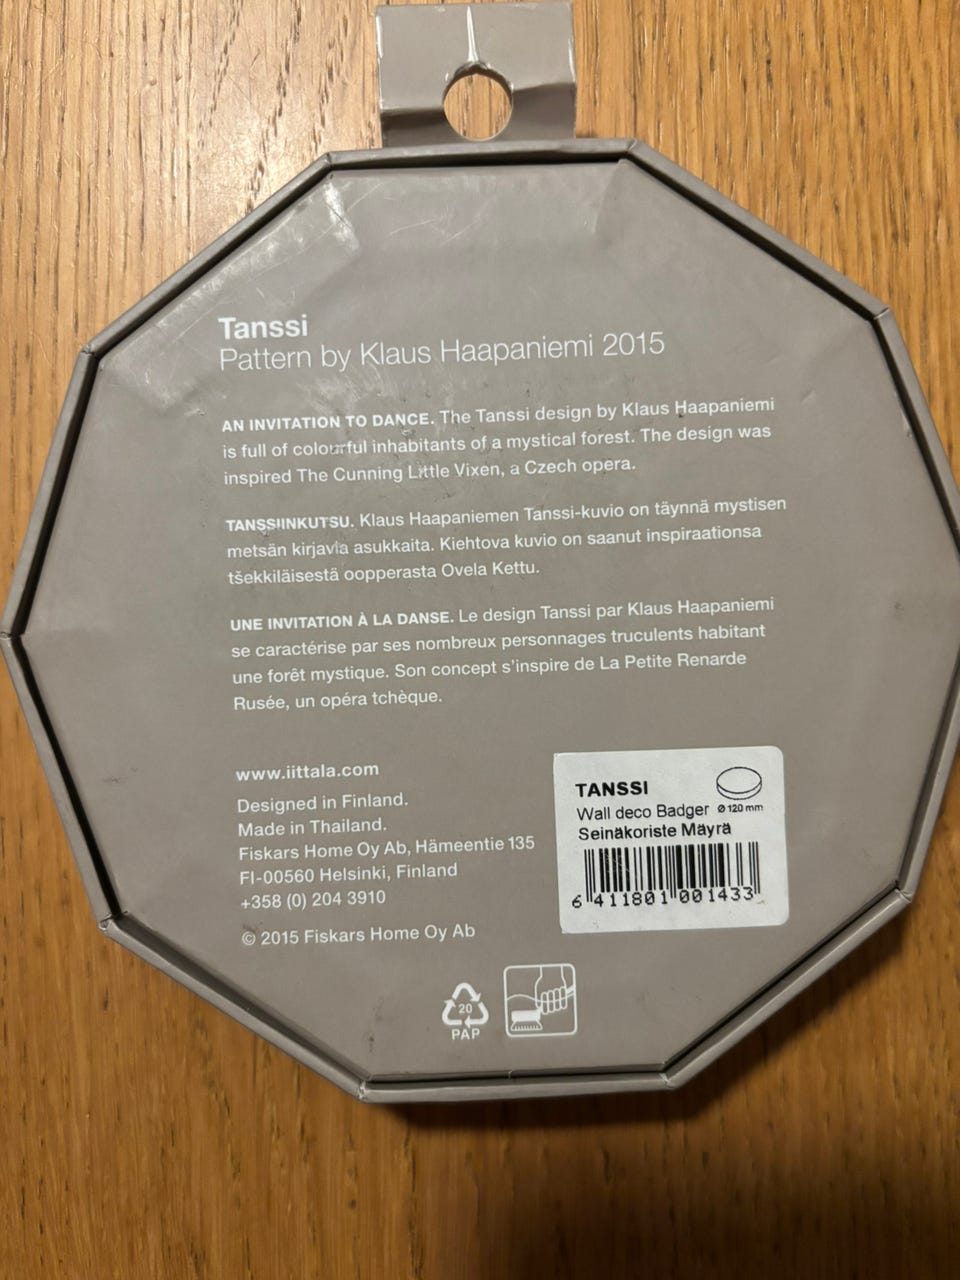 Tanssi
Pattern by Klaus Haapaniemi 2015
AN INVITATION TO DANCE. The Tanssi design by Klaus Haapaniemi
is full of colourful inhabitants of a mystical forest. The design was
inspired The Cunning Little Vixen, a Czech opera.
TANSSIINKUTSU. Klaus Haapaniemen Tanssi-kuvio on täynnä mystisen
metsän kirjavia asukkaita. Kiehtova kuvio on saanut inspiraationsa
tšekkiläisestä oopperasta Ovela Kettu.
UNE INVITATION À LA DANSE. Le design Tanssi par Klaus Haapaniemi
se caractérise par ses nombreux personnages truculents habitant
une forêt mystique. Son concept s'inspire de La Petite Renarde
Rusée, un opéra tchèque.
www.iittala.com
Designed in Finland.
Made in Thailand.
Fiskars Home Oy Ab, Hämeentie 135
FI-00560 Helsinki, Finland
+358 (0) 204 3910
© 2015 Fiskars Home Oy Ab
TANSSI
Wall deco Badger Ø 120 mm
Seinäkoriste Mäyrä
6 411801 001433
20
PAP